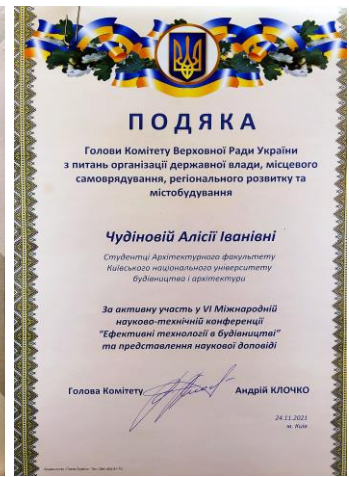 ПОДЯКА
Голови Комітету Верховної Ради України
з питань організації державної влади, місцевого
самоврядування, регіонального розвитку та
містобудування
Чудіновій Алісії Іванівні
Студентці Архітектурного факультету
Київського національного університету
будівництва і архітектури
За активну участь у VI Міжнародній
науково-технічній конференції
"Ефективні технології в будівництві"
та представлення наукової доповіді
Голова Комітету
Андрій КЛОЧКО
24.11.2021
м. Київ